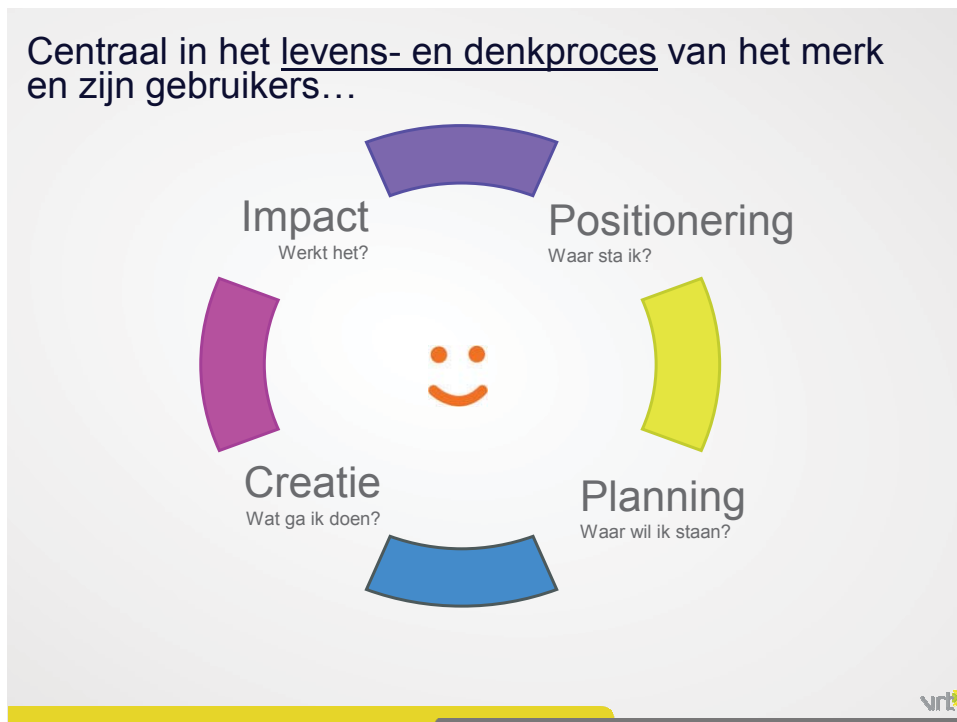 Centraal in het levens- en denkproces van het merk
en zijn gebruikers…
Impact
Werkt het?
Positionering
Waar sta ik?
Creatie
Wat ga ik doen?
Planning
Waar wil ik staan?
vrt